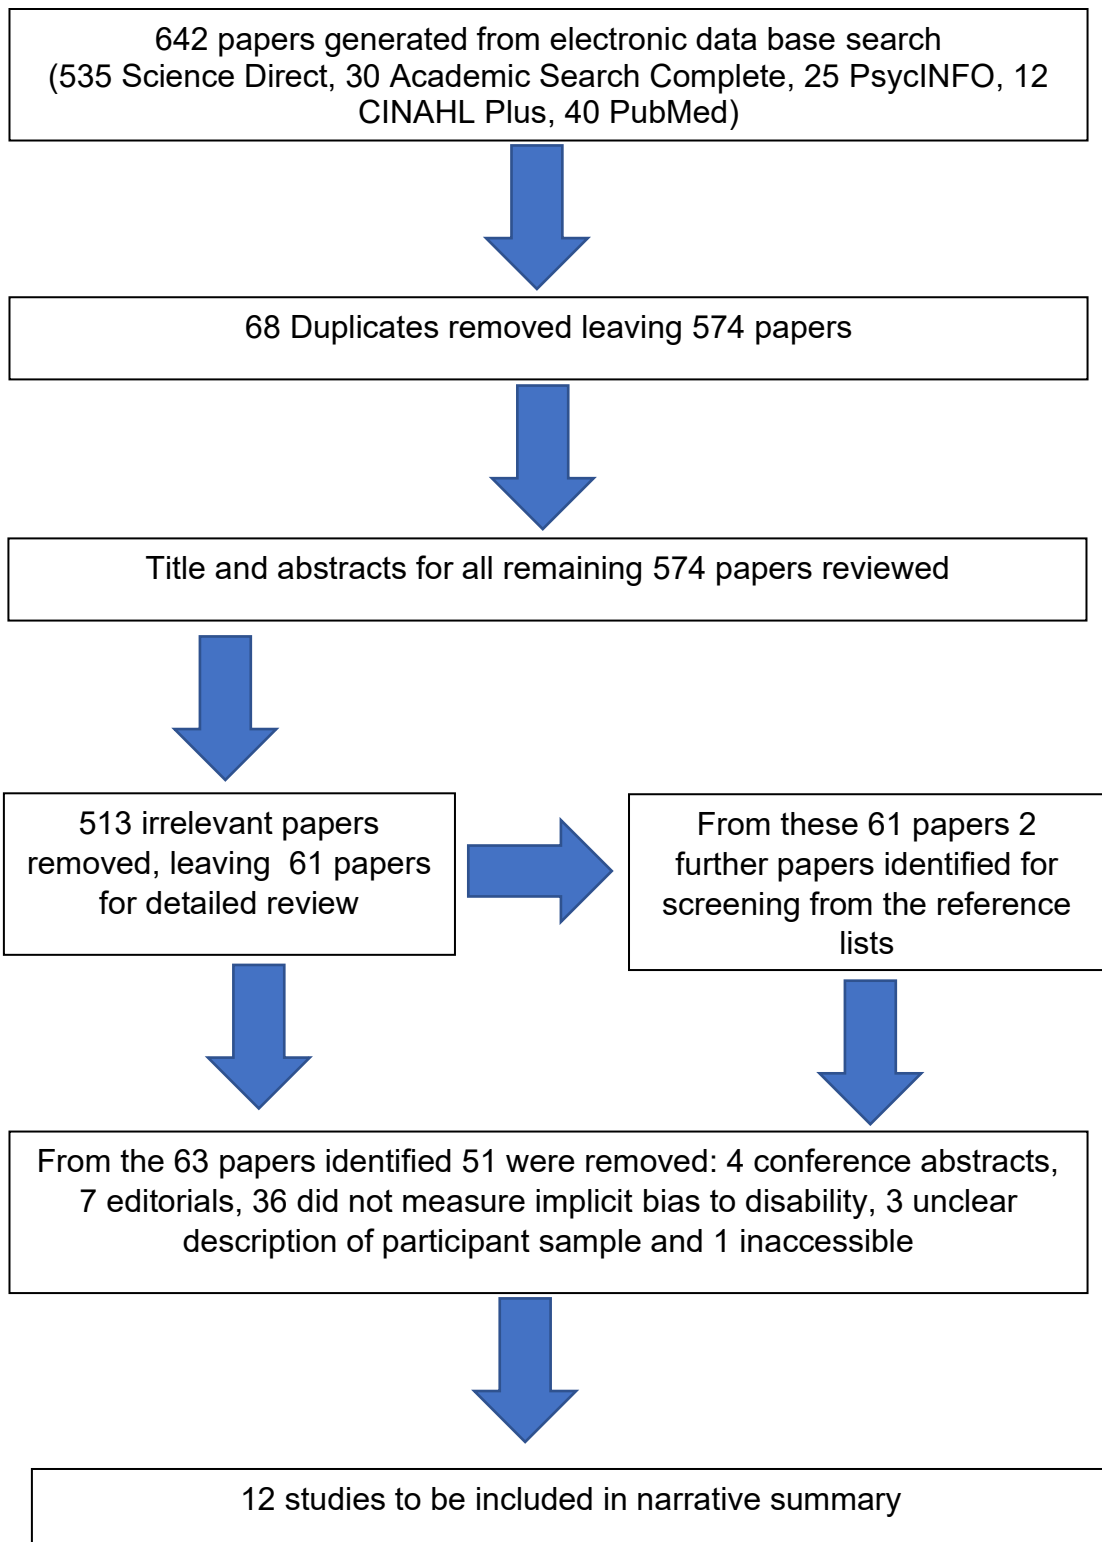 642 papers generated from electronic data base search
(535 Science Direct, 30 Academic Search Complete, 25 PsycINFO, 12
CINAHL Plus, 40 PubMed)
68 Duplicates removed leaving 574 papers
Title and abstracts for all remaining 574 papers reviewed
513 irrelevant papers
removed, leaving  61 papers
for detailed review
From these 61 papers 2
further papers identified for
screening from the reference
lists
From the 63 papers identified 51 were removed: 4 conference abstracts,
7 editorials, 36 did not measure implicit bias to disability, 3 unclear
description of participant sample and 1 inaccessible
12 studies to be included in narrative summary